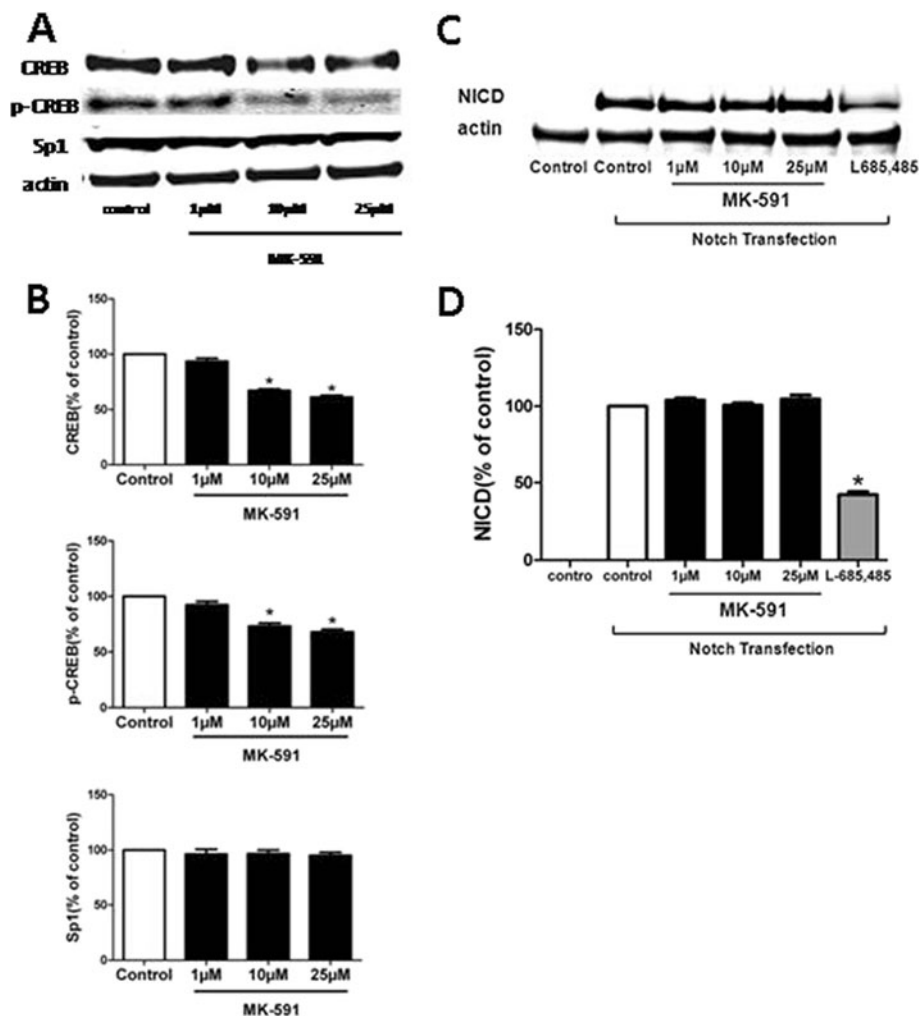 A
CREB
p-CREB
Sp1
actin
control 1µM 10µM 25µM
MK-591
B
150
100
50
0
CREB(% of control)
* *
Control 1µM 10µM 25µM
MK-591
150
100
50
0
p-CREB(% of control)
* *
Control 1µM 10µM 25µM
MK-591
150
100
50
0
Sp1(% of control)
Control 1µM 10µM 25µM
MK-591
C
NICD
actin
Control Control 1µM 10µM 25µM L685,485
MK-591
Notch Transfection
D
150
100
50
0
NICD(% of control)
*
contro control 1µM 10µM 25µM L-685,485
MK-591
Notch Transfection